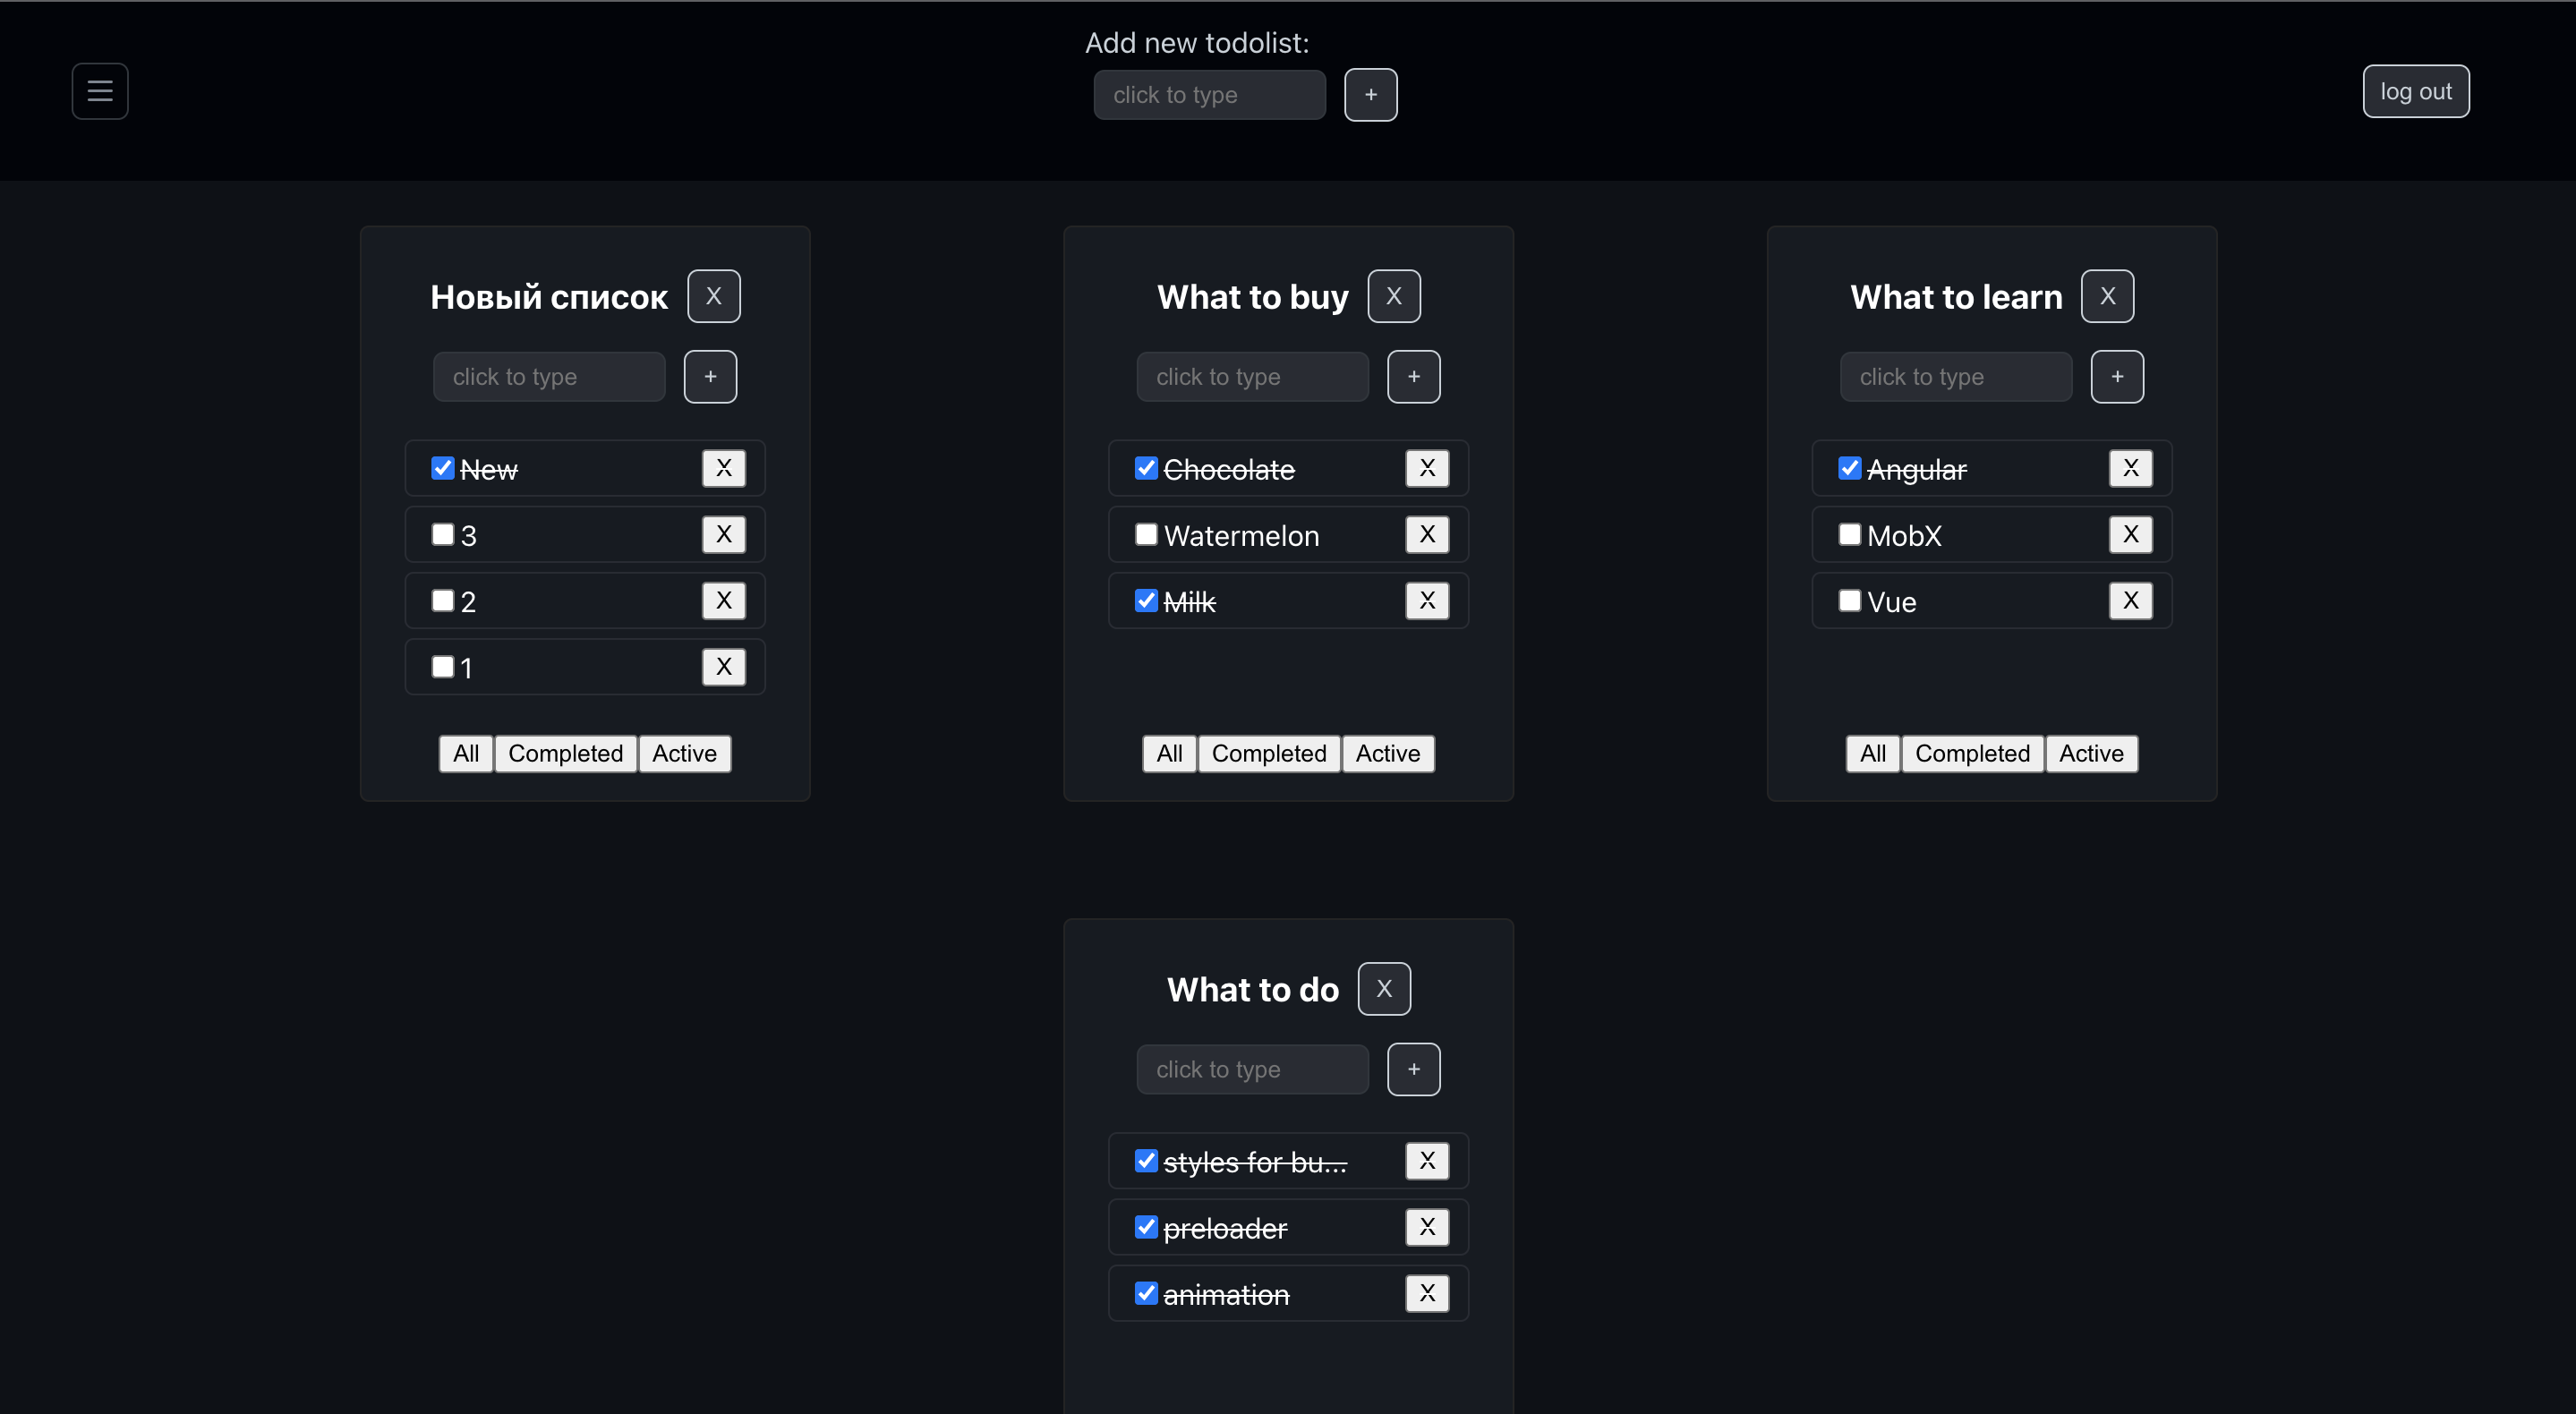 Add new todolist:
click to type +
log out
Новый список X
click to type +
New X
3 X
2 X
1 X
All Completed Active
What to buy X
click to type +
Chocolate X
Watermelon X
Milk X
All Completed Active
What to learn X
click to type +
Angular X
MobX X
Vue X
All Completed Active
What to do X
click to type +
styles for bu... X
preloader X
animation X